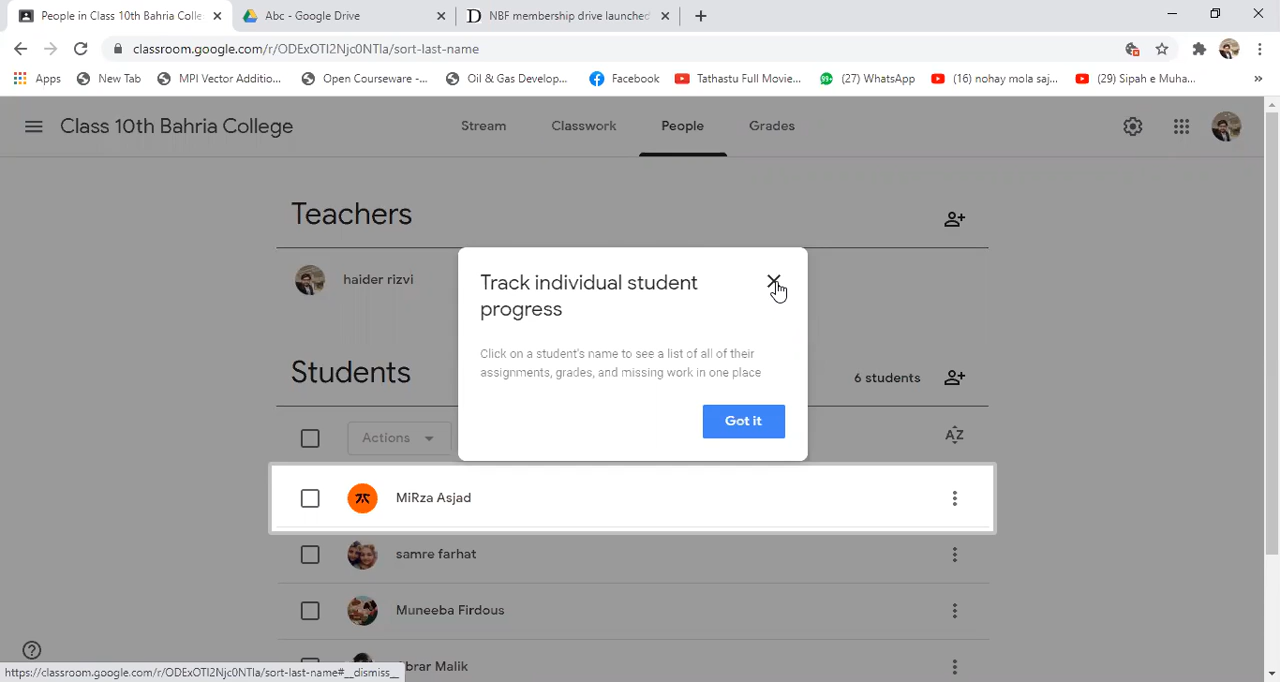 People in Class 10th Bahria Colle
Abc - Google Drive
NBF membership drive launched
classroom.google.com/r/ODExOTI2Njc0NTIa/sort-last-name
Apps
New Tab
MPI Vector Additio...
Open Courseware -...
Oil & Gas Develop...
Facebook
Tathastu Full Movie...
99+
(27) WhatsApp
(16) nohay mola saj...
(29) Sipah e Muha...
»
Class 10th Bahria College
Stream
Classwork
People
Grades
Teachers
haider rizvi
Track individual student
progress
Click on a student's name to see a list of all of their
assignments, grades, and missing work in one place
Got it
Students
6 students
Actions
AZ
MiRza Asjad
samre farhat
Muneeba Firdous
Abrar Malik
https://classroom.google.com/r/ODExOTI2Njc0NTIa/sort-last-name#__dismiss__